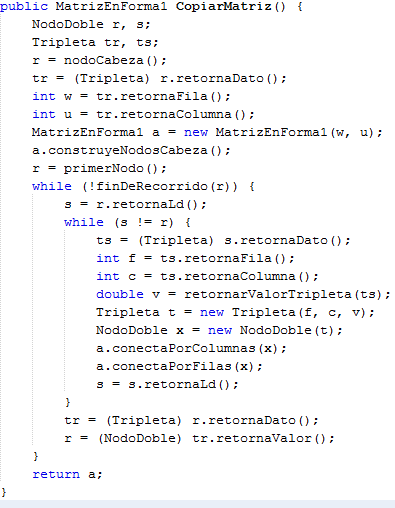 public MatrizEnForma1 CopiarMatriz() {
NodoDoble r, s;
Tripleta tr, ts;
r = nodoCabeza();
tr = (Tripleta) r.retornaDato();
int w = tr.retornaFila();
int u = tr.retornaColumna();
MatrizEnForma1 a = new MatrizEnForma1(w, u);
a.construyeNodosCabeza();
r = primerNodo();
while (!finDeRecorrido(r)) {
s = r.retornaLd();
while (s != r) {
ts = (Tripleta) s.retornaDato();
int f = ts.retornaFila();
int c = ts.retornaColumna();
double v = retornarValorTripleta(ts);
Tripleta t = new Tripleta(f, c, v);
NodoDoble x = new NodoDoble(t);
a.conectaPorColumnas(x);
a.conectaPorFilas(x);
s = s.retornaLd();
}
tr = (Tripleta) r.retornaDato();
r = (NodoDoble) tr.retornaValor();
}
return a;
}